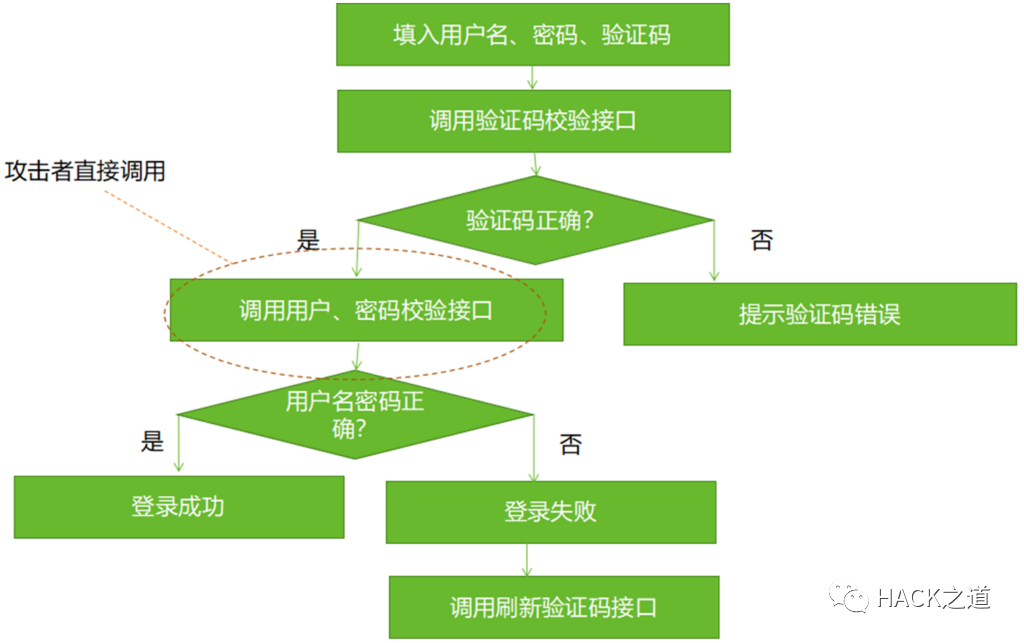 填入用户名、密码、验证码
调用验证码校验接口
攻击者直接调用
验证码正确？
是
否
调用用户、密码校验接口
提示验证码错误
用户名密码正
确？
是
否
登录成功
登录失败
调用刷新验证码接口
HACK之道